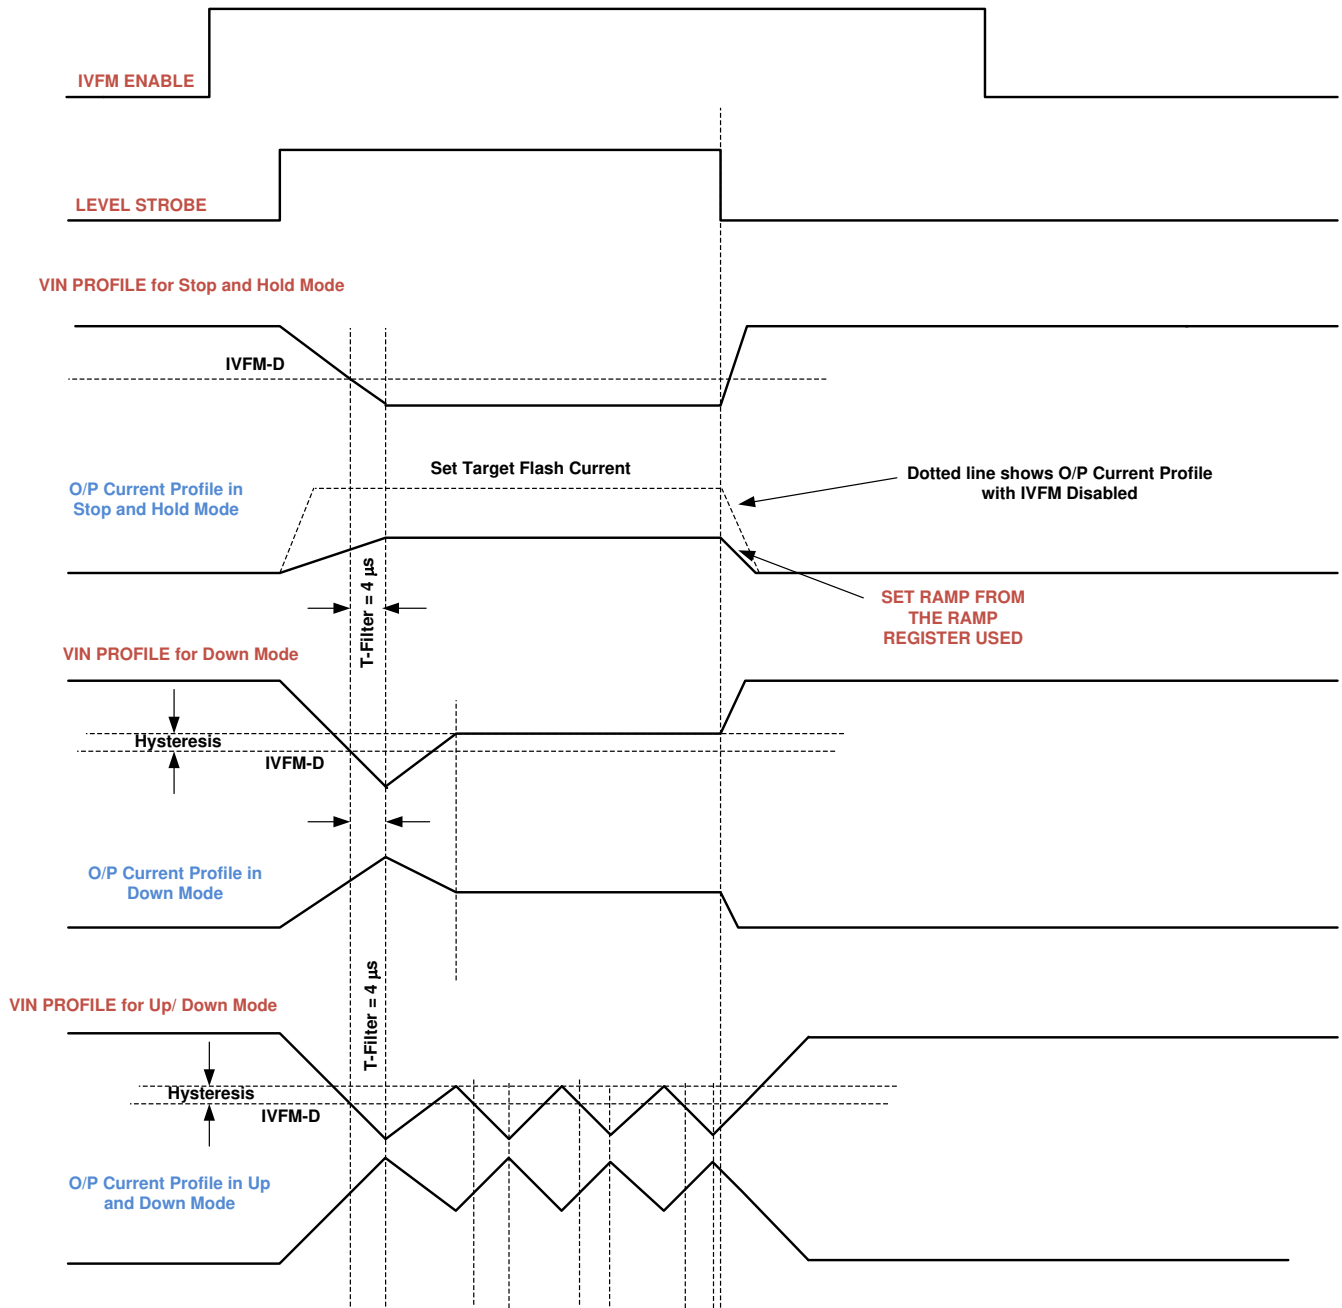 IVFM ENABLE
LEVEL STROBE
VIN PROFILE for Stop and Hold Mode
IVFM-D
Set Target Flash Current
O/P Current Profile in
Stop and Hold Mode
Dotted line shows O/P Current Profile
with IVFM Disabled
T-Filter = 4 µs
SET RAMP FROM
THE RAMP
REGISTER USED
VIN PROFILE for Down Mode
Hysteresis
IVFM-D
O/P Current Profile in
Down Mode
T-Filter = 4 µs
VIN PROFILE for Up/ Down Mode
Hysteresis
IVFM-D
O/P Current Profile in Up
and Down Mode